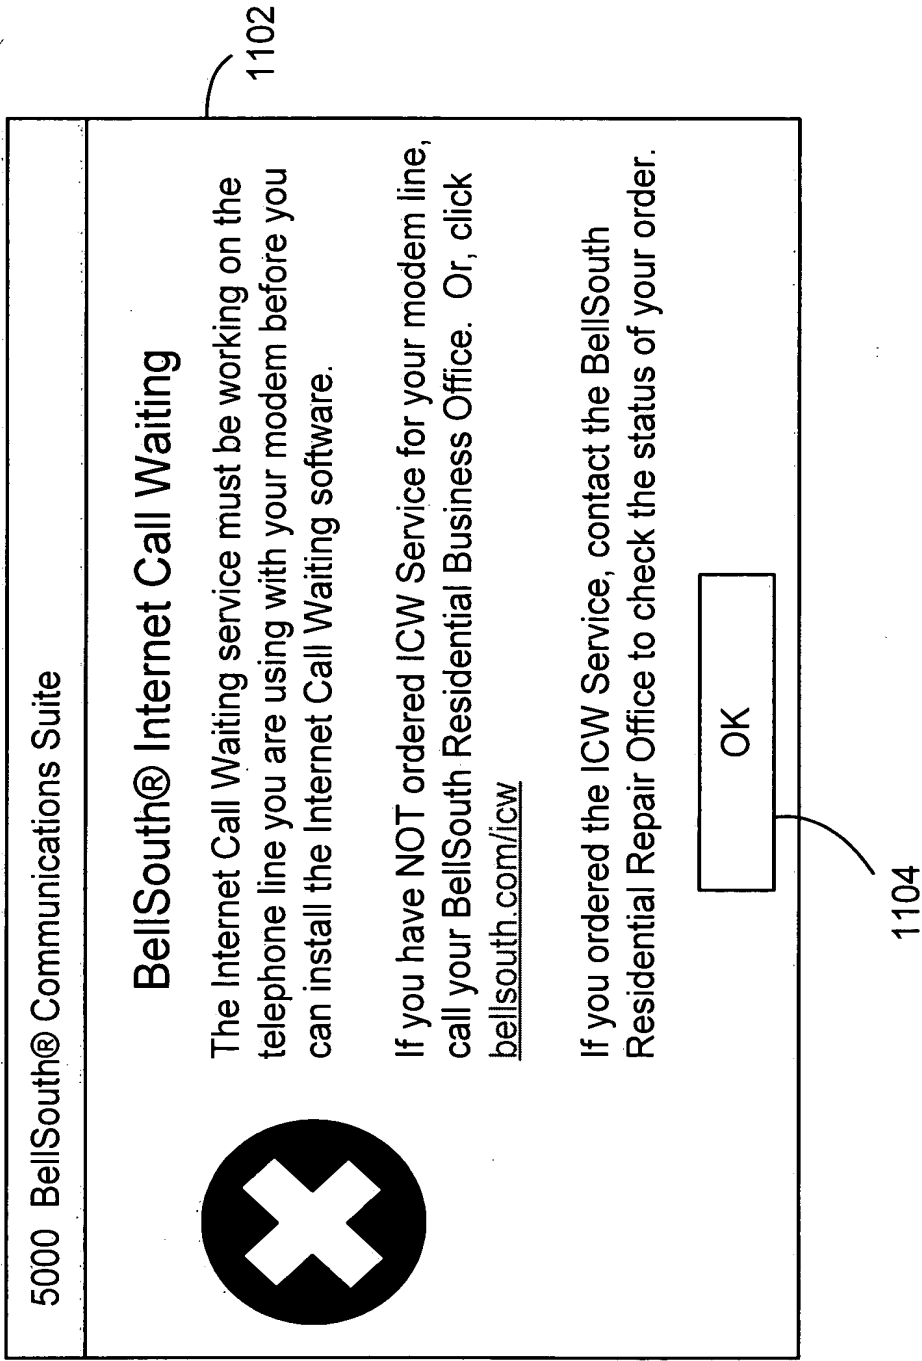 5000 BellSouth® Communications Suite
BellSouth® Internet Call Waiting
The Internet Call Waiting service must be working on the
telephone line you are using with your modem before you
can install the Internet Call Waiting software.
If you have NOT ordered ICW Service for your modem line,
call your BellSouth Residential Business Office. Or, click
bellsouth.com/icw
If you ordered the ICW Service, contact the BellSouth
Residential Repair Office to check the status of your order.
OK
1102
1104